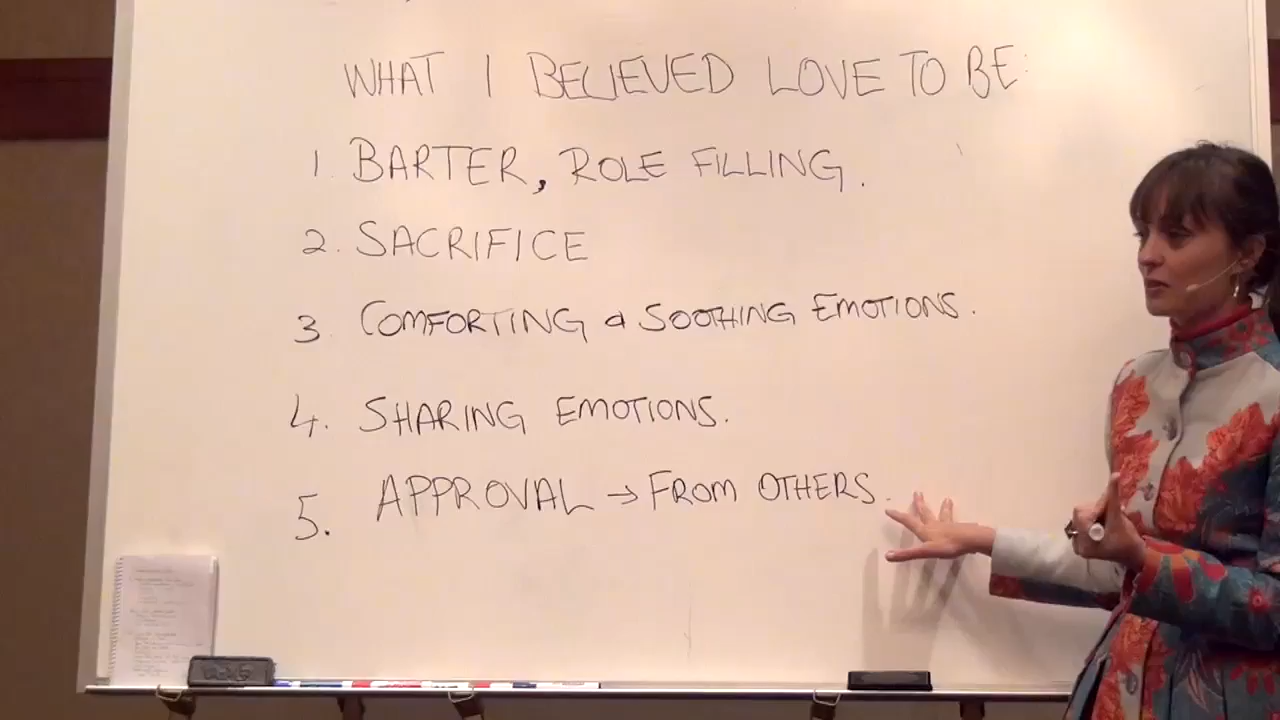 WHAT I BELIEVED LOVE TO BE:
1. BARTER, ROLE FILLING.
2. SACRIFICE
3. COMFORTING & SOOTHING EMOTIONS.
4. SHARING EMOTIONS.
5. APPROVAL → FROM OTHERS.